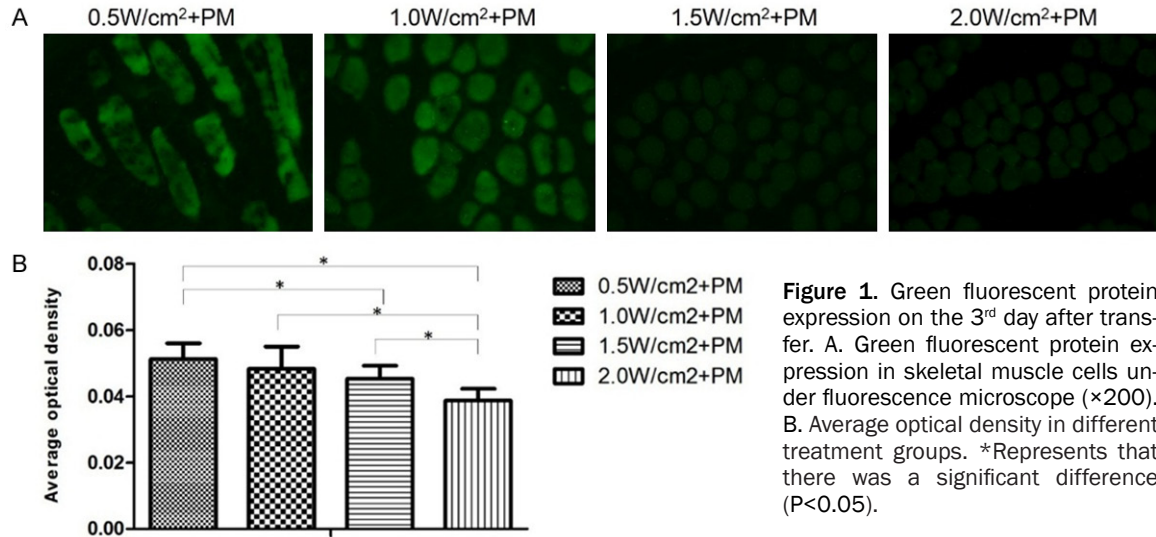 A
0.5W/cm²+PM 1.0W/cm²+PM 1.5W/cm²+PM 2.0W/cm²+PM
B
Average optical density
0.08
0.06
0.04
0.02
0.00
*
*
*
*
0.5W/cm2+PM
1.0W/cm2+PM
1.5W/cm2+PM
2.0W/cm2+PM
Figure 1. Green fluorescent protein
expression on the 3rd day after trans-
fer. A. Green fluorescent protein ex-
pression in skeletal muscle cells un-
der fluorescence microscope (×200).
B. Average optical density in different
treatment groups. *Represents that
there was a significant difference
(P<0.05).